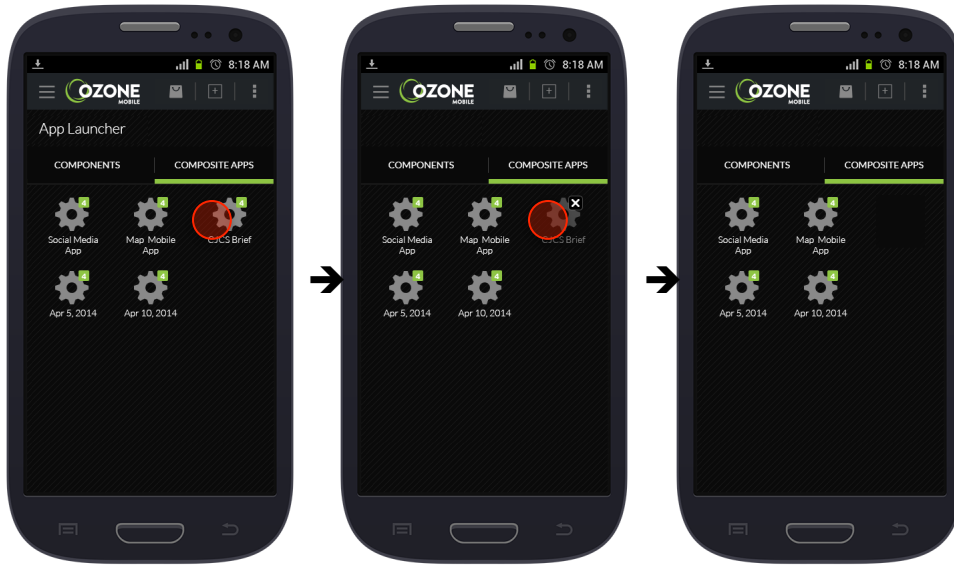 8:18 AM
OZONE
MOBILE
App Launcher
COMPONENTS
COMPOSITE APPS
4
4
4
Social Media
App
Map Mobile
App
CJCS Brief
4
4
Apr 5, 2014
Apr 10, 2014
8:18 AM
OZONE
MOBILE
COMPONENTS
COMPOSITE APPS
4
4
Social Media
App
Map Mobile
App
CJCS Brief
4
4
Apr 5, 2014
Apr 10, 2014
8:18 AM
OZONE
MOBILE
COMPONENTS
COMPOSITE APPS
4
4
Social Media
App
Map Mobile
App
4
4
Apr 5, 2014
Apr 10, 2014